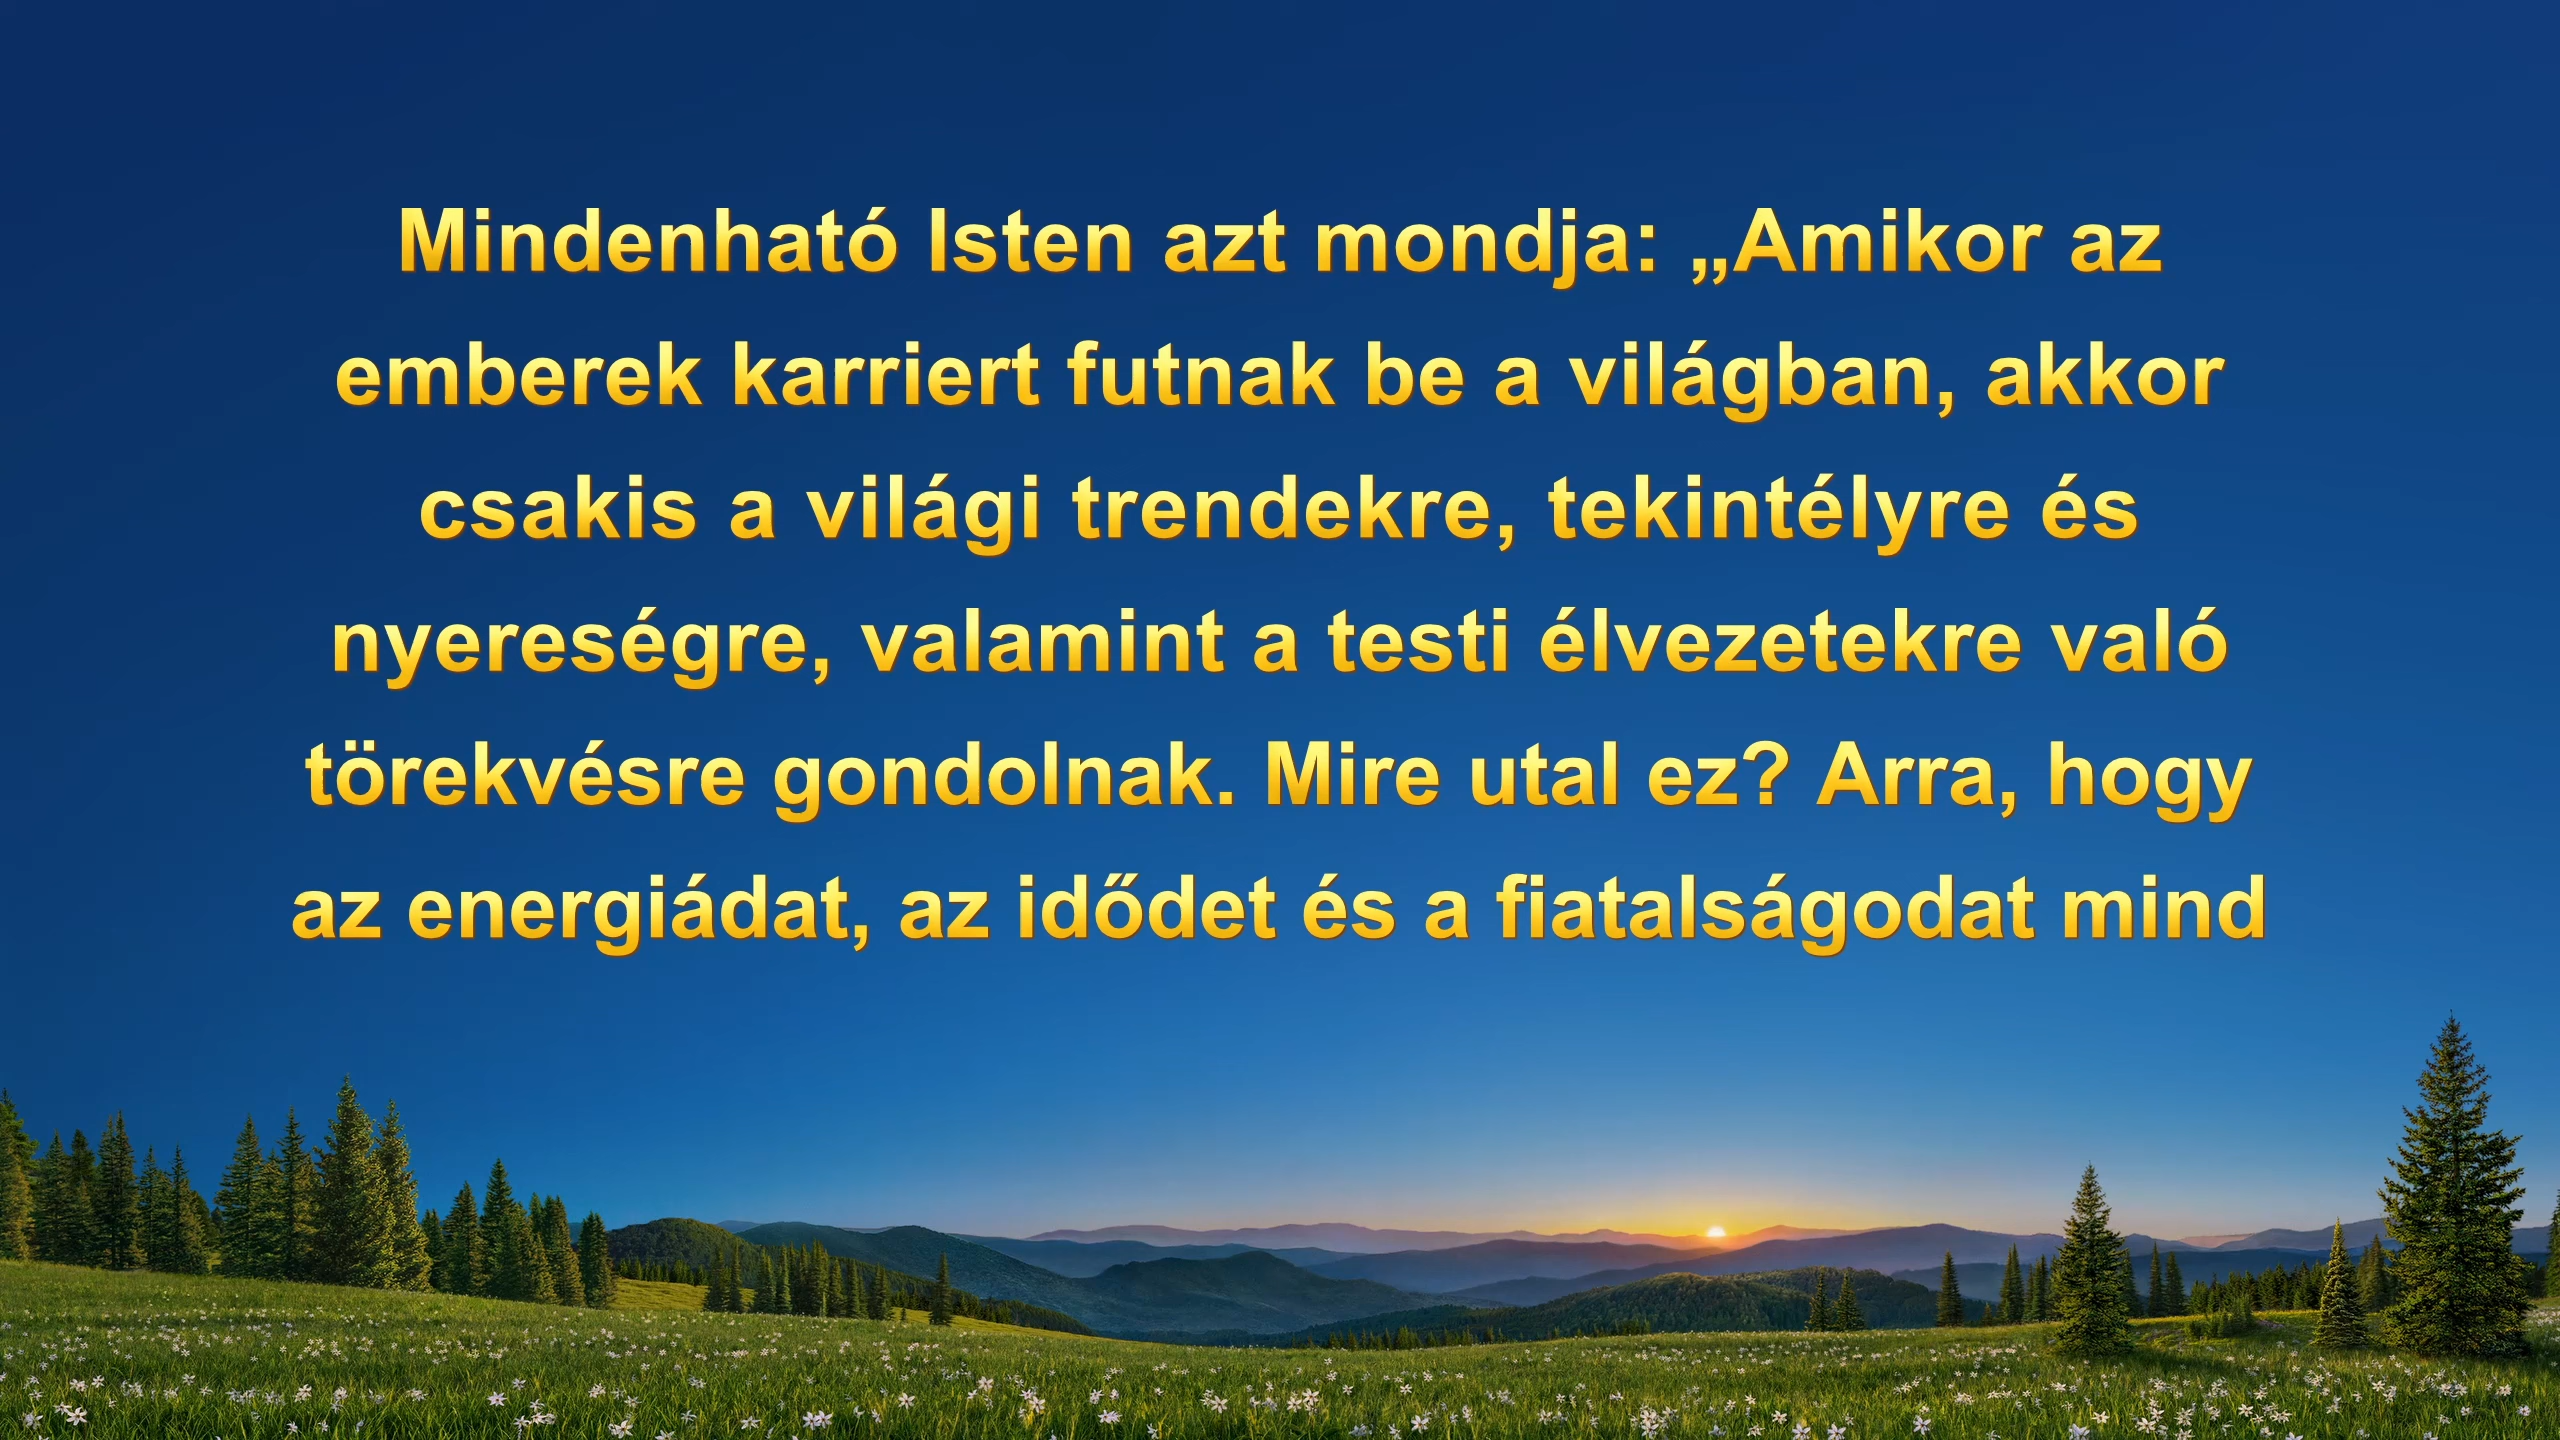 Mindenható Isten azt mondja: „Amikor az
emberek karriert futnak be a világban, akkor
csakis a világi trendekre, tekintélyre és
nyereségre, valamint a testi élvezetekre való
törekvésre gondolnak. Mire utal ez? Arra, hogy
az energiádat, az idődet és a fiatalságodat mind